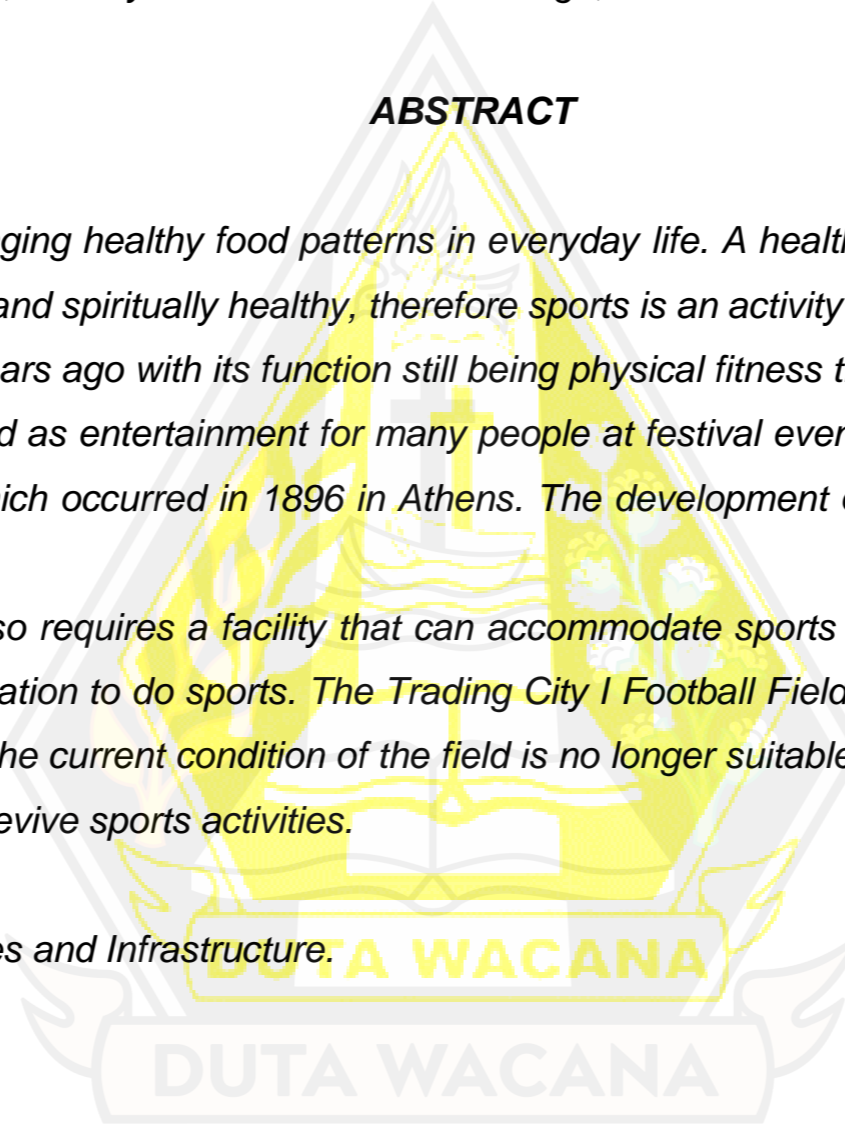 ABSTRACT
ging healthy food patterns in everyday life. A health
and spiritually healthy, therefore sports is an activity
ars ago with its function still being physical fitness t
d as entertainment for many people at festival even
hich occurred in 1896 in Athens. The development
so requires a facility that can accommodate sports
ation to do sports. The Trading City I Football Field
he current condition of the field is no longer suitable
evive sports activities.
es and Infrastructure.
DUTA WACANA
DUTA WACANA